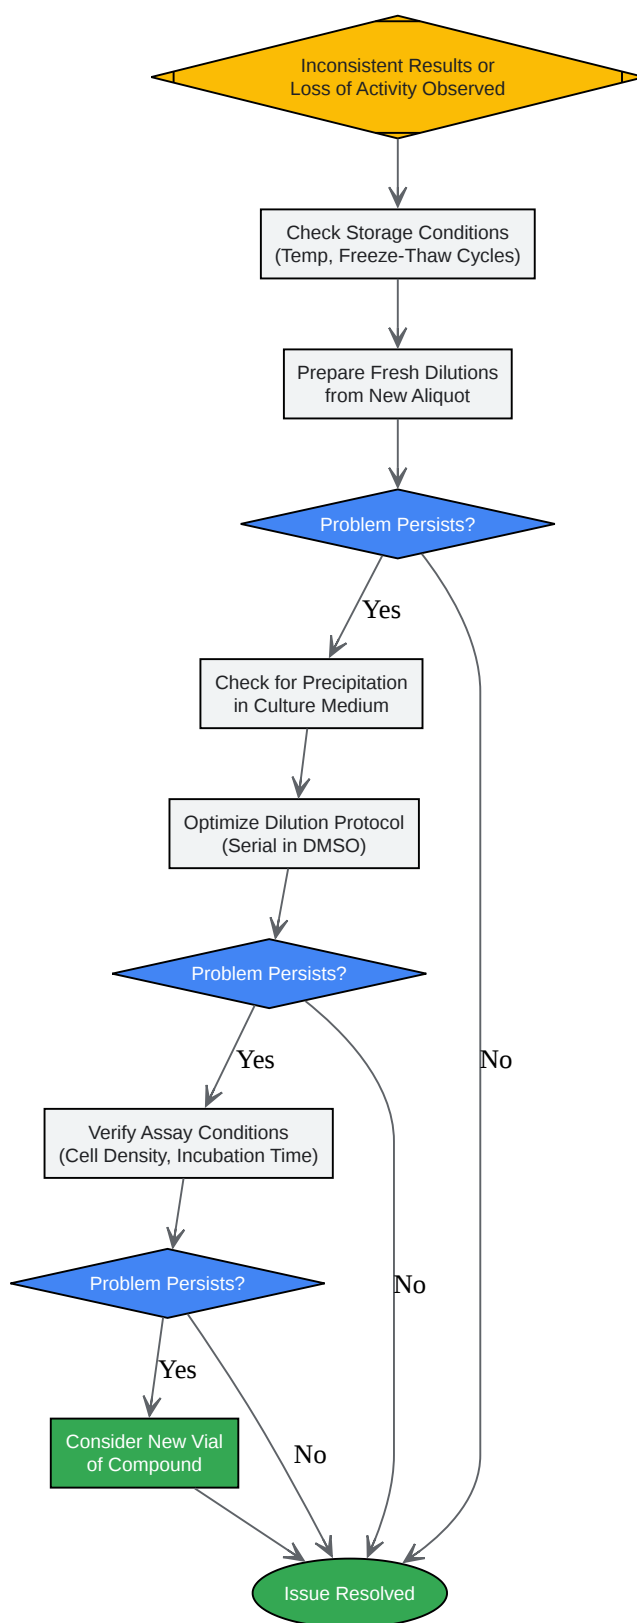 Inconsistent Results or
Loss of Activity Observed
Check Storage Conditions
(Temp, Freeze-Thaw Cycles)
Prepare Fresh Dilutions
from New Aliquot
Problem Persists?
Yes
Check for Precipitation
in Culture Medium
Optimize Dilution Protocol
(Serial in DMSO)
Problem Persists?
Yes
No
Verify Assay Conditions
(Cell Density, Incubation Time)
Problem Persists?
No
Yes
Consider New Vial
of Compound
No
Issue Resolved